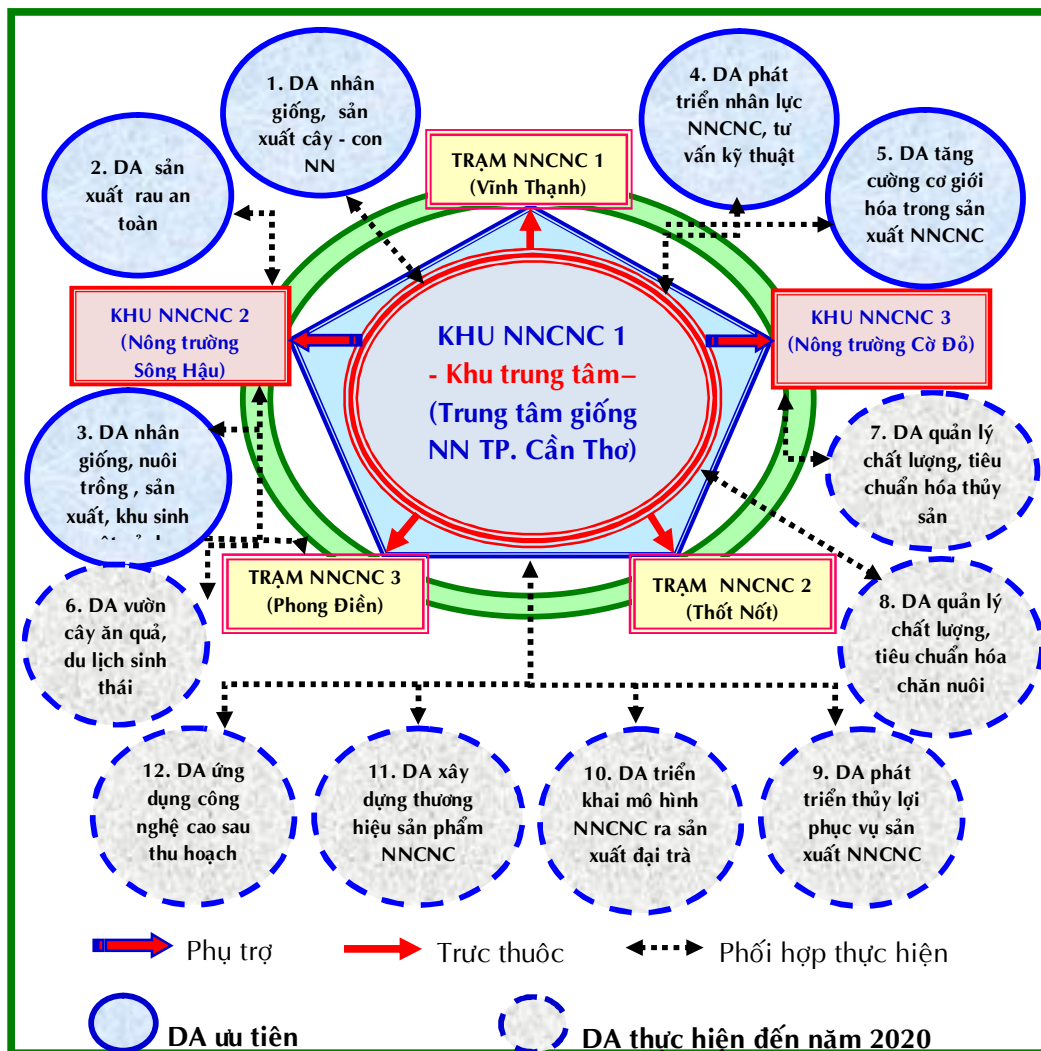 1. DA nhân
giống, sản
xuất cây - con
NN
4. DA phát
triển nhân lực
NNCNC, tư
vấn kỹ thuật
2. DA sản
xuất rau an
toàn
TRẠM NNCNC 1
(Vĩnh Thạnh)
5. DA tăng
cường cơ giới
hóa trong sản
xuất NNCNC
KHU NNCNC 2
(Nông trường
Sông Hậu)
KHU NNCNC 1
- Khu trung tâm–
(Trung tâm giống
NN TP. Cần Thơ)
KHU NNCNC 3
(Nông trường Cờ Đỏ)
3. DA nhân
giống, nuôi
trồng , sản
xuất, khu sinh
7. DA quản lý
chất lượng, tiêu
chuẩn hóa thủy
sản
TRẠM NNCNC 3
(Phong Điền)
TRẠM NNCNC 2
(Thốt Nốt)
6. DA vườn
cây ăn quả,
du lịch sinh
thái
8. DA quản lý
chất lượng,
tiêu chuẩn hóa
chăn nuôi
12. DA ứng
dụng công
nghệ cao sau
thu hoạch
11. DA xây
dựng thương
hiệu sản phẩm
NNCNC
10. DA triển
khai mô hình
NNCNC ra sản
xuất đại trà
9. DA phát
triển thủy lợi
phục vụ sản
xuất NNCNC
Phụ trợ
Trưc thuôc
Phối hợp thực hiện
DA ưu tiên
DA thực hiện đến năm 2020